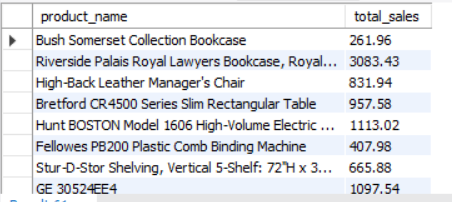 product_name total_sales
Bush Somerset Collection Bookcase 261.96
Riverside Palais Royal Lawyers Bookcase, Royal... 3083.43
High-Back Leather Manager's Chair 831.94
Bretford CR4500 Series Slim Rectangular Table 957.58
Hunt BOSTON Model 1606 High-Volume Electric ... 1113.02
Fellowes PB200 Plastic Comb Binding Machine 407.98
Stur-D-Stor Shelving, Vertical 5-Shelf: 72"H x 3... 665.88
GE 30524EE4 1097.54